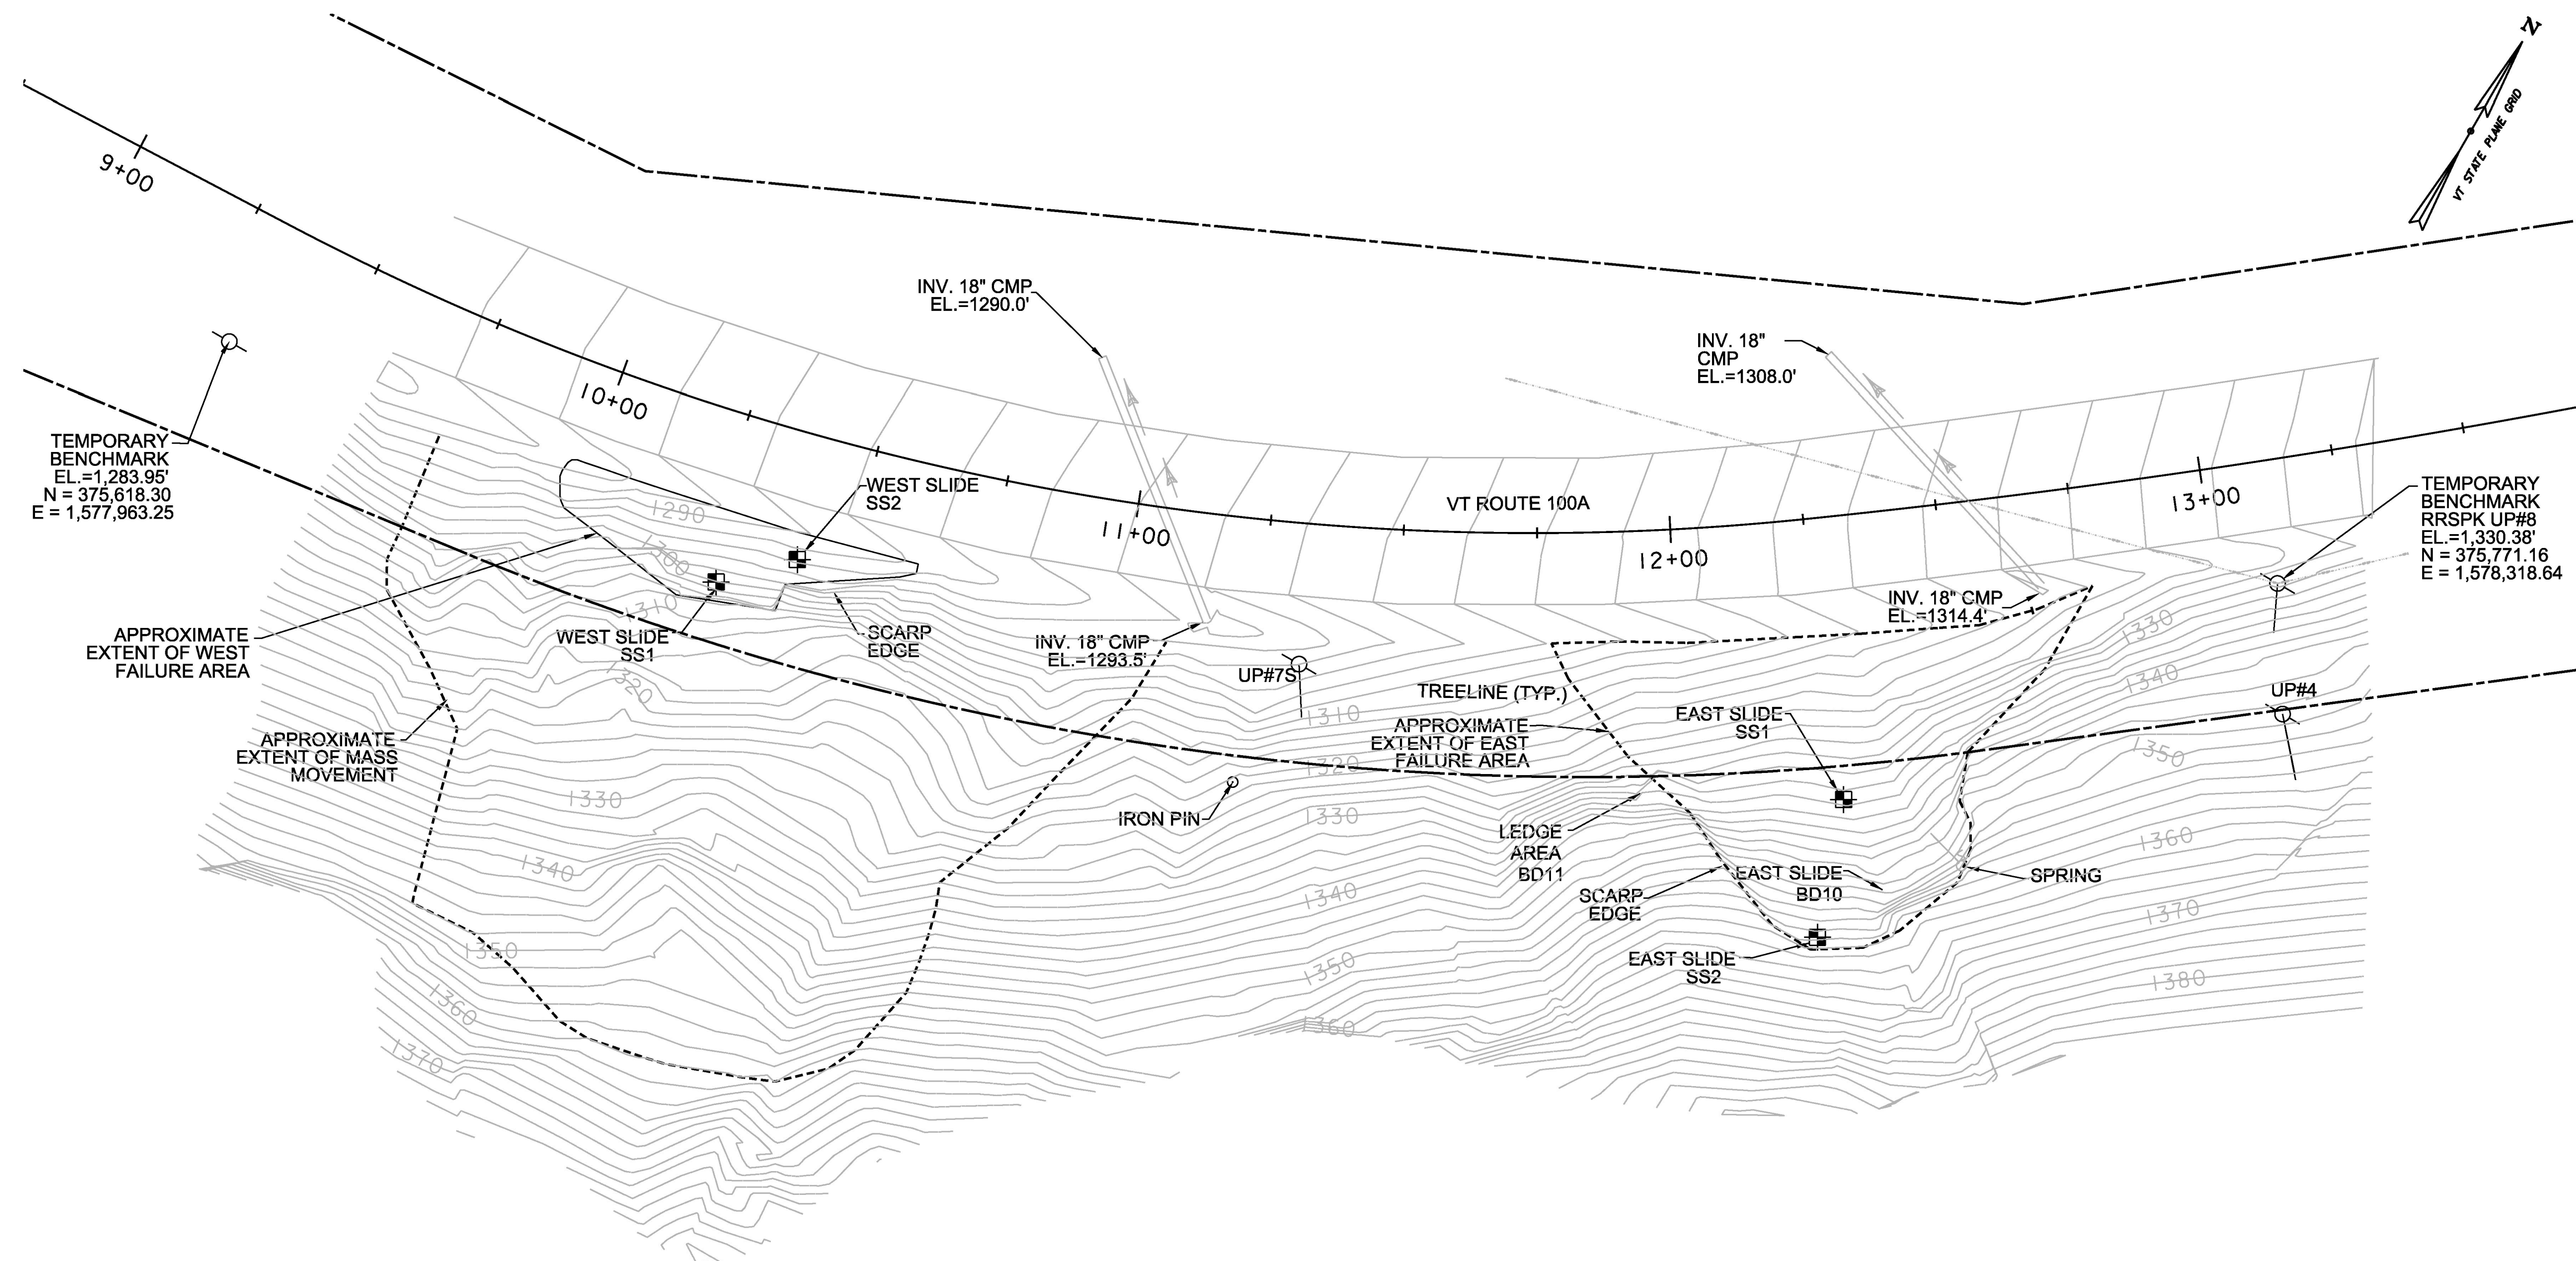 N
VT STATE PLANE GRID
9+00
10+00
11+00
12+00
13+00
VT ROUTE 100A
INV. 18" CMP
EL.=1290.0'
INV. 18"
CMP
EL.=1308.0'
TEMPORARY
BENCHMARK
EL.=1,283.95'
N = 375,618.30
E = 1,577,963.25
WEST SLIDE
SS2
TEMPORARY
BENCHMARK
RRSPK UP#8
EL.=1,330.38'
N = 375,771.16
E = 1,578,318.64
APPROXIMATE
EXTENT OF WEST
FAILURE AREA
WEST SLIDE
SS1
SCARP
EDGE
INV. 18" CMP
EL.=1293.5'
INV. 18" CMP
EL.=1314.4'
UP#7S
TREELINE (TYP.)
APPROXIMATE
EXTENT OF EAST
FAILURE AREA
EAST SLIDE
SS1
UP#4
APPROXIMATE
EXTENT OF MASS
MOVEMENT
IRON PIN
LEDGE
AREA
BD11
SCARP
EDGE
EAST SLIDE
BD10
SPRING
EAST SLIDE
SS2
1290
1300
1310
1320
1330
1340
1350
1360
1370
1310
1320
1330
1340
1350
1360
1330
1340
1350
1360
1370
1380